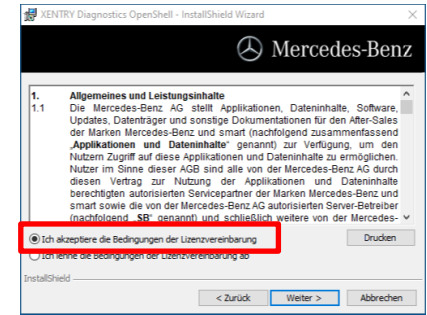 XENTRY Diagnostics OpenShell - InstallShield Wizard
Mercedes-Benz
1. Allgemeines und Leistungsinhalte
1.1 Die Mercedes-Benz AG stellt Applikationen, Dateninhalte, Software,
Updates, Datenträger und sonstige Dokumentationen für den After-Sales
der Marken Mercedes-Benz und smart (nachfolgend zusammenfassend
„Applikationen und Dateninhalte“ genannt) zur Verfügung, um den
Nutzern Zugriff auf diese Applikationen und Dateninhalte zu ermöglichen.
Nutzer im Sinne dieser AGB sind alle von der Mercedes-Benz AG durch
diesen Vertrag zur Nutzung der Applikationen und Dateninhalte
berechtigten autorisierten Servicepartner der Marken Mercedes-Benz und
smart sowie die von der Mercedes-Benz AG autorisierten Server-Betreiber
(nachfolgend „SB“ genannt) und schließlich weitere von der Mercedes-
Ich akzeptiere die Bedingungen der Lizenzvereinbarung
Drucken
Ich lehne die Bedingungen der Lizenzvereinbarung ab
InstallShield
< Zurück
Weiter >
Abbrechen